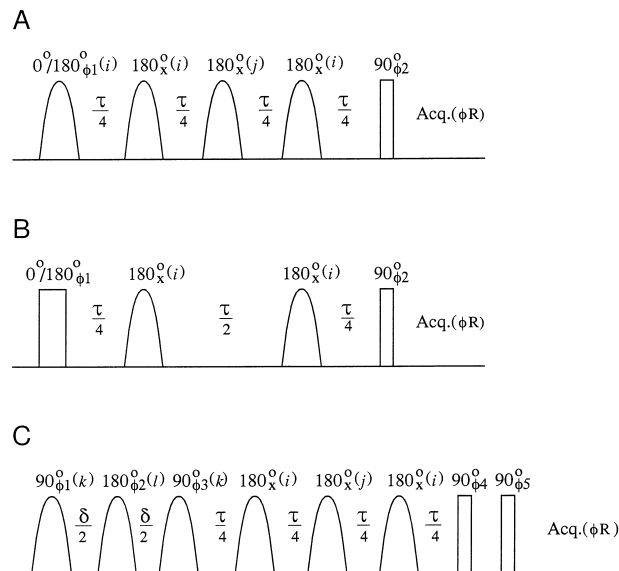 A
0°/180°ϕ1(i) 180°x(i) 180°x(j) 180°x(i) 90°ϕ2
τ/4 τ/4 τ/4 τ/4 Acq.(ϕR)
B
0°/180°ϕ1 180°x(i) 180°x(i) 90°ϕ2
τ/4 τ/2 τ/4 Acq.(ϕR)
C
90°ϕ1(k) 180°ϕ2(l) 90°ϕ3(k) 180°x(i) 180°x(j) 180°x(i) 90°ϕ4 90°ϕ5
δ/2 δ/2 τ/4 τ/4 τ/4 τ/4 Acq.(ϕR)